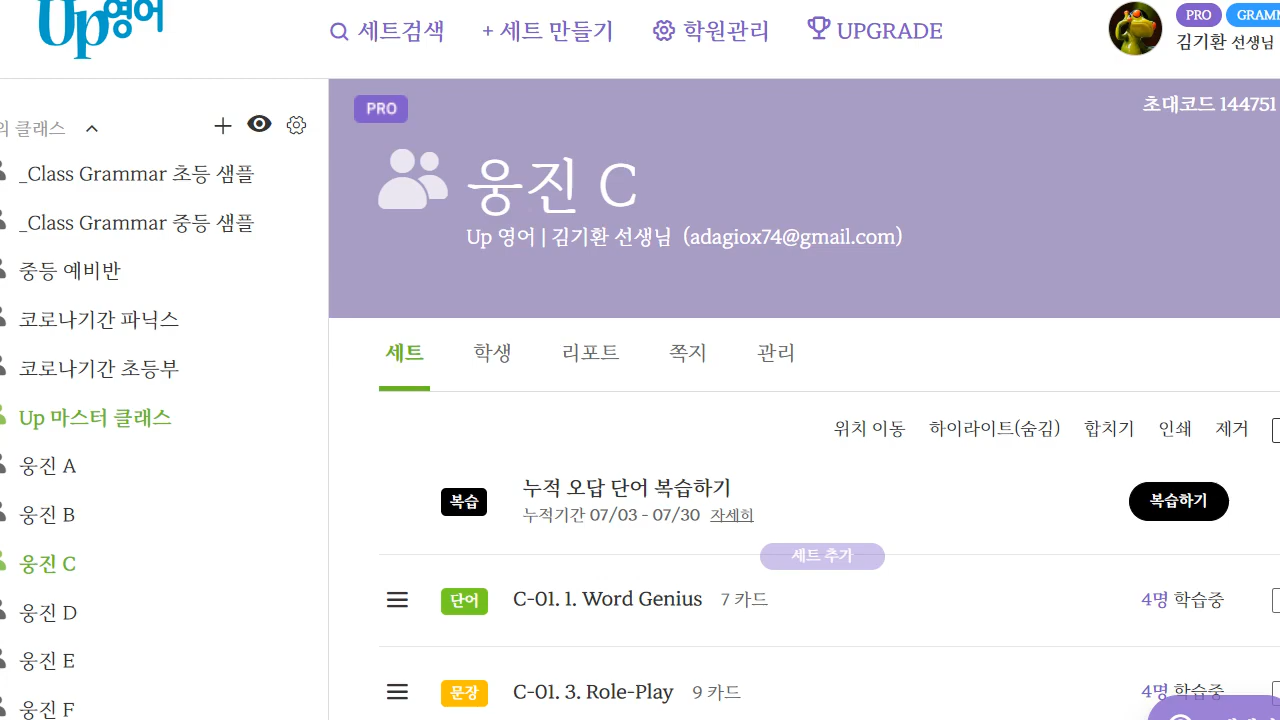 Up영어
세트검색
+ 세트 만들기
학원관리
UPGRADE
PRO
김기환 선생님
의 클래스
_Class Grammar 초등 샘플
_Class Grammar 중등 샘플
중등 예비반
코로나기간 파닉스
코로나기간 초등부
Up 마스터 클래스
웅진 A
웅진 B
웅진 C
웅진 D
웅진 E
웅진 F
PRO
초대코드 144751
웅진 C
Up 영어 | 김기환 선생님 (adagiox74@gmail.com)
세트 학생 리포트 쪽지 관리
위치 이동 하이라이트(숨김) 합치기 인쇄 제거
복습
누적 오답 단어 복습하기
누적기간 07/03 - 07/30 자세히
복습하기
세트 추가
단어 C-01. 1. Word Genius 7 카드 4명 학습중
문장 C-01. 3. Role-Play 9 카드 4명 학습중